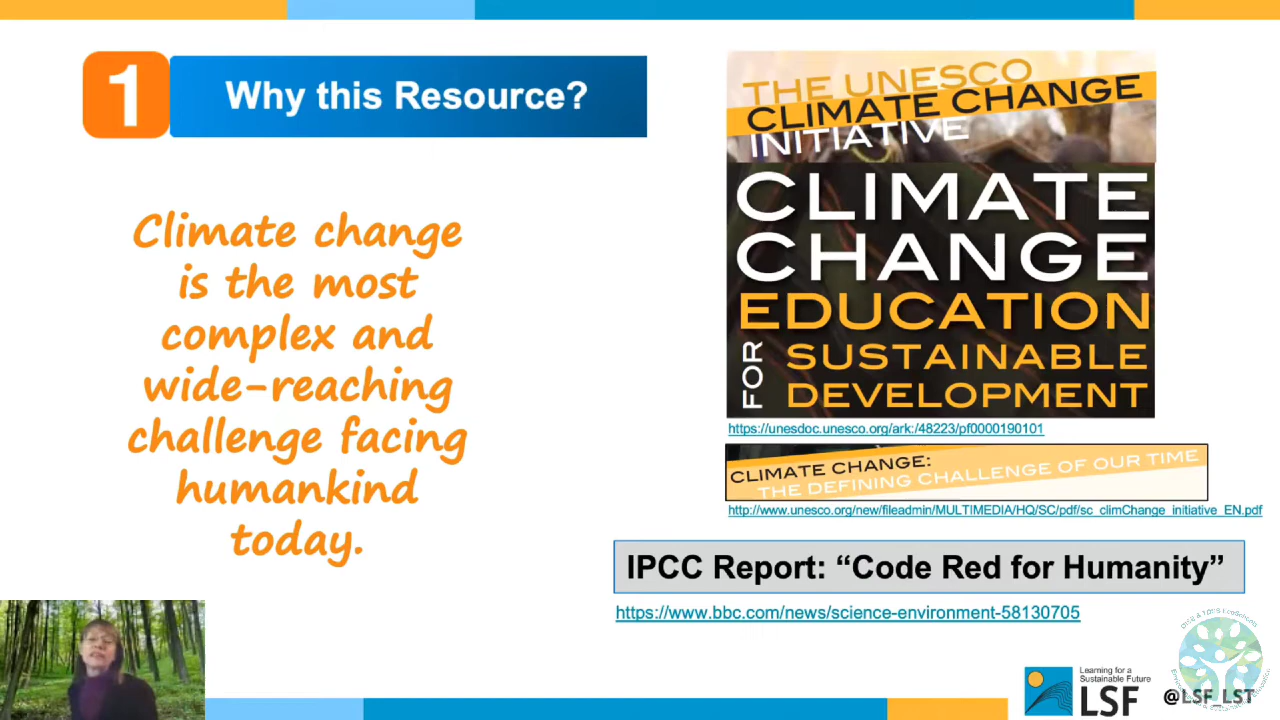 1
Why this Resource?
Climate change
is the most
complex and
wide-reaching
challenge facing
humankind
today.
THE UNESCO
CLIMATE CHANGE
INITIATIVE
CLIMATE
CHANGE
EDUCATION
FOR
SUSTAINABLE
DEVELOPMENT
https://unesdoc.unesco.org/ark:/48223/pf0000190101
CLIMATE CHANGE:
THE DEFINING CHALLENGE OF OUR TIME
http://www.unesco.org/new/fileadmin/MULTIMEDIA/HQ/SC/pdf/sc_climChange_initiative_EN.pdf
IPCC Report: “Code Red for Humanity”
https://www.bbc.com/news/science-environment-58130705
Learning for a
Sustainable Future
LSF
@LSF_LST